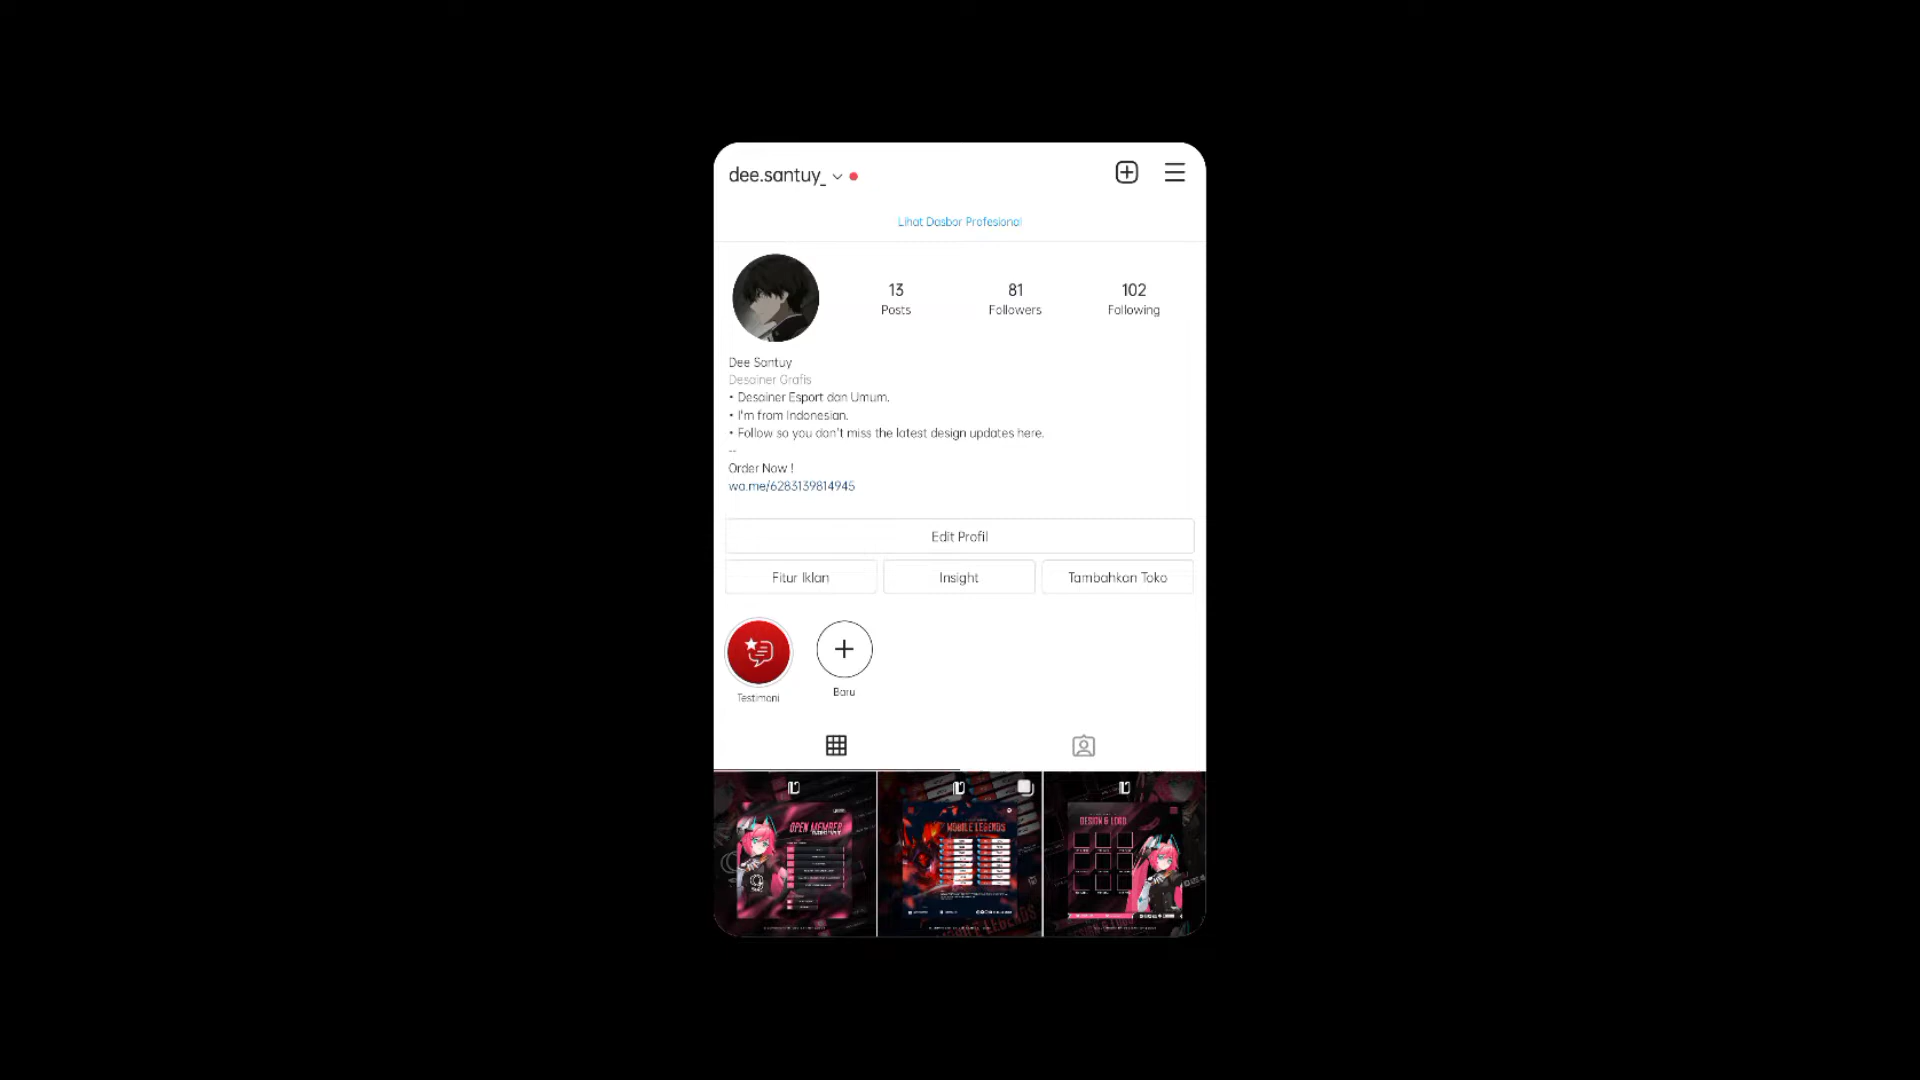 dee.santuy_
Lihat Dasbor Profesional
13
Posts
81
Followers
102
Following
Dee Santuy
Desainer Grafis
• Desainer Esport dan Umum.
• I'm from Indonesian.
• Follow so you don't miss the latest design updates here.
--
Order Now !
wa.me/6283139814945
Edit Profil
Fitur Iklan
Insight
Tambahkan Toko
Testimoni
Baru
OPEN MEMBER
MOBILE LEGENDS
DESIGN & LOGO